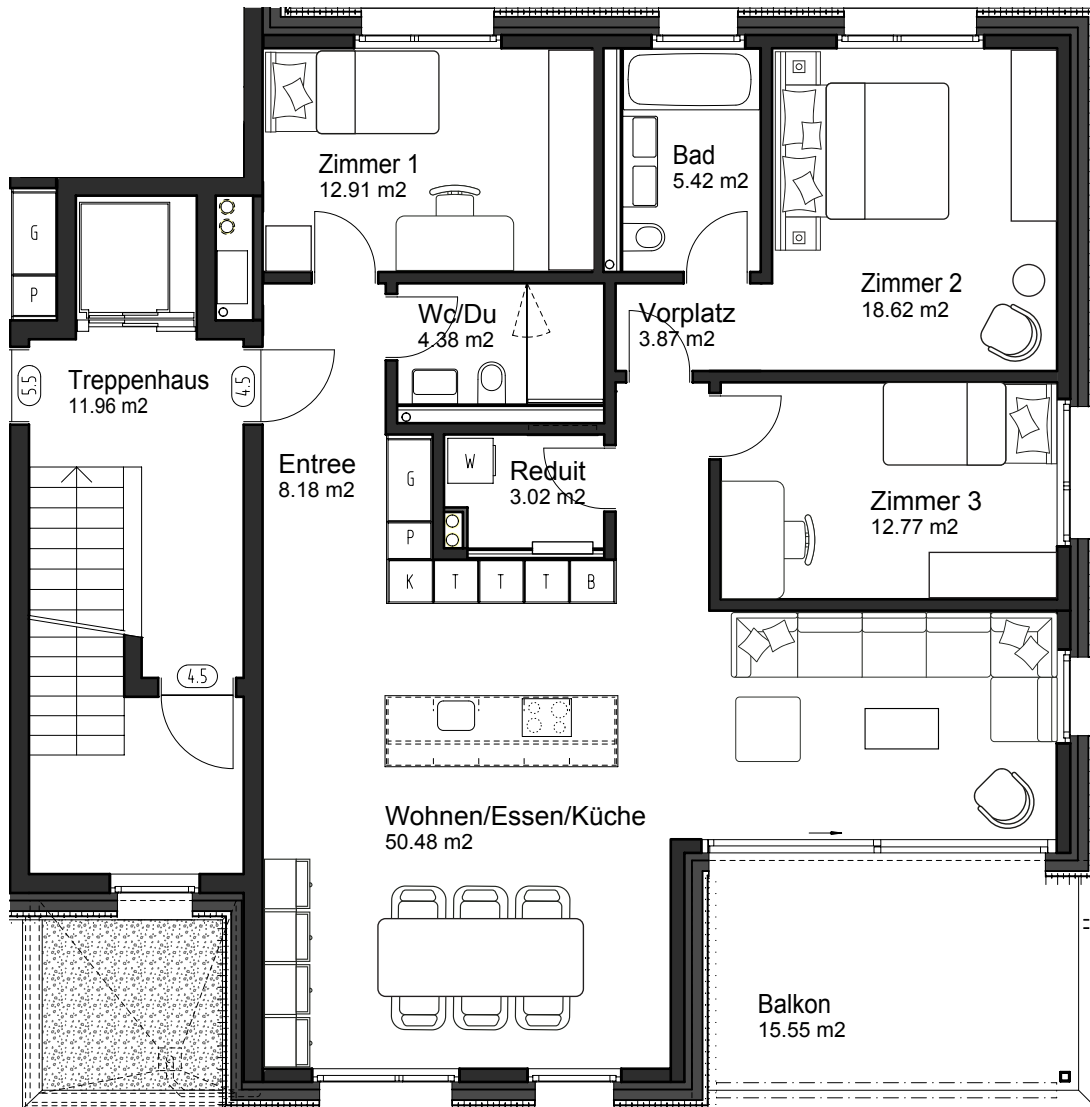 Zimmer 1
12.91 m2
Bad
5.42 m2
Zimmer 2
18.62 m2
G
P
Wc/Du
4.38 m2
Vorplatz
3.87 m2
5.5
Treppenhaus
11.96 m2
4.5
Entree
8.18 m2
G
P
W
Reduit
3.02 m2
Zimmer 3
12.77 m2
K
T
T
T
B
4.5
Wohnen/Essen/Küche
50.48 m2
Balkon
15.55 m2